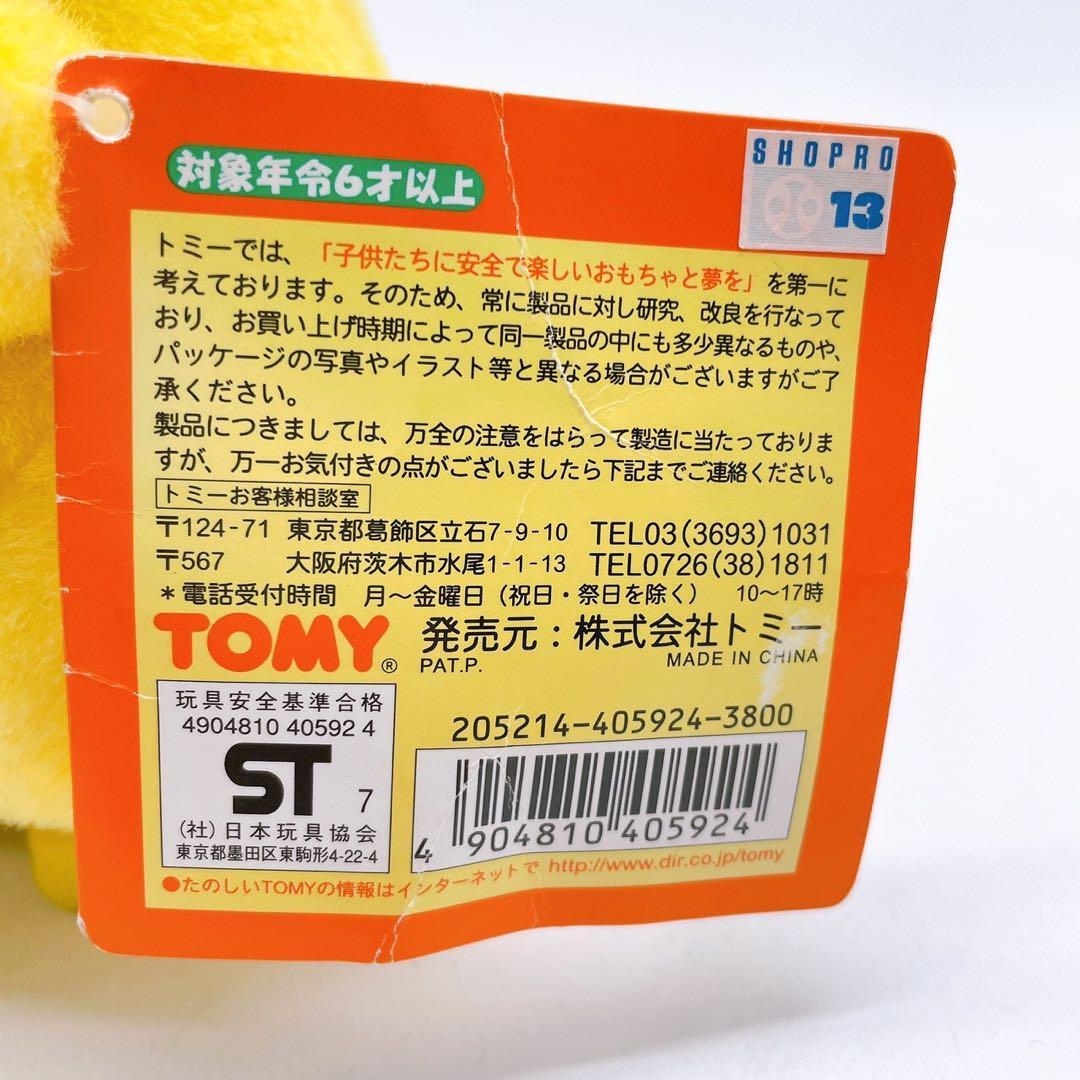 対象年令6才以上
SHOPRO
13
トミーでは、「子供たちに安全で楽しいおもちゃと夢を」を第一に
考えております。そのため、常に製品に対し研究、改良を行なって
おり、お買い上げ時期によって同一製品の中にも多少異なるものや、
パッケージの写真やイラスト等と異なる場合がございますがご了
承ください。
製品につきましては、万全の注意をはらって製造に当たっておりま
すが、万一お気付きの点がございましたら下記までご連絡ください。
トミーお客様相談室
〒124-71 東京都葛飾区立石7-9-10 TEL03(3693)1031
〒567 大阪府茨木市水尾1-1-13 TEL0726(38)1811
*電話受付時間 月〜金曜日(祝日・祭日を除く) 10〜17時
TOMY® 発売元:株式会社トミー
PAT.P. MADE IN CHINA
玩具安全基準合格
4904810 40592 4
ST 7
(社)日本玩具協会
東京都墨田区東駒形4-22-4
205214-405924-3800
4 904810 405924
●たのしいTOMYの情報はインターネットで http://www.dir.co.jp/tomy